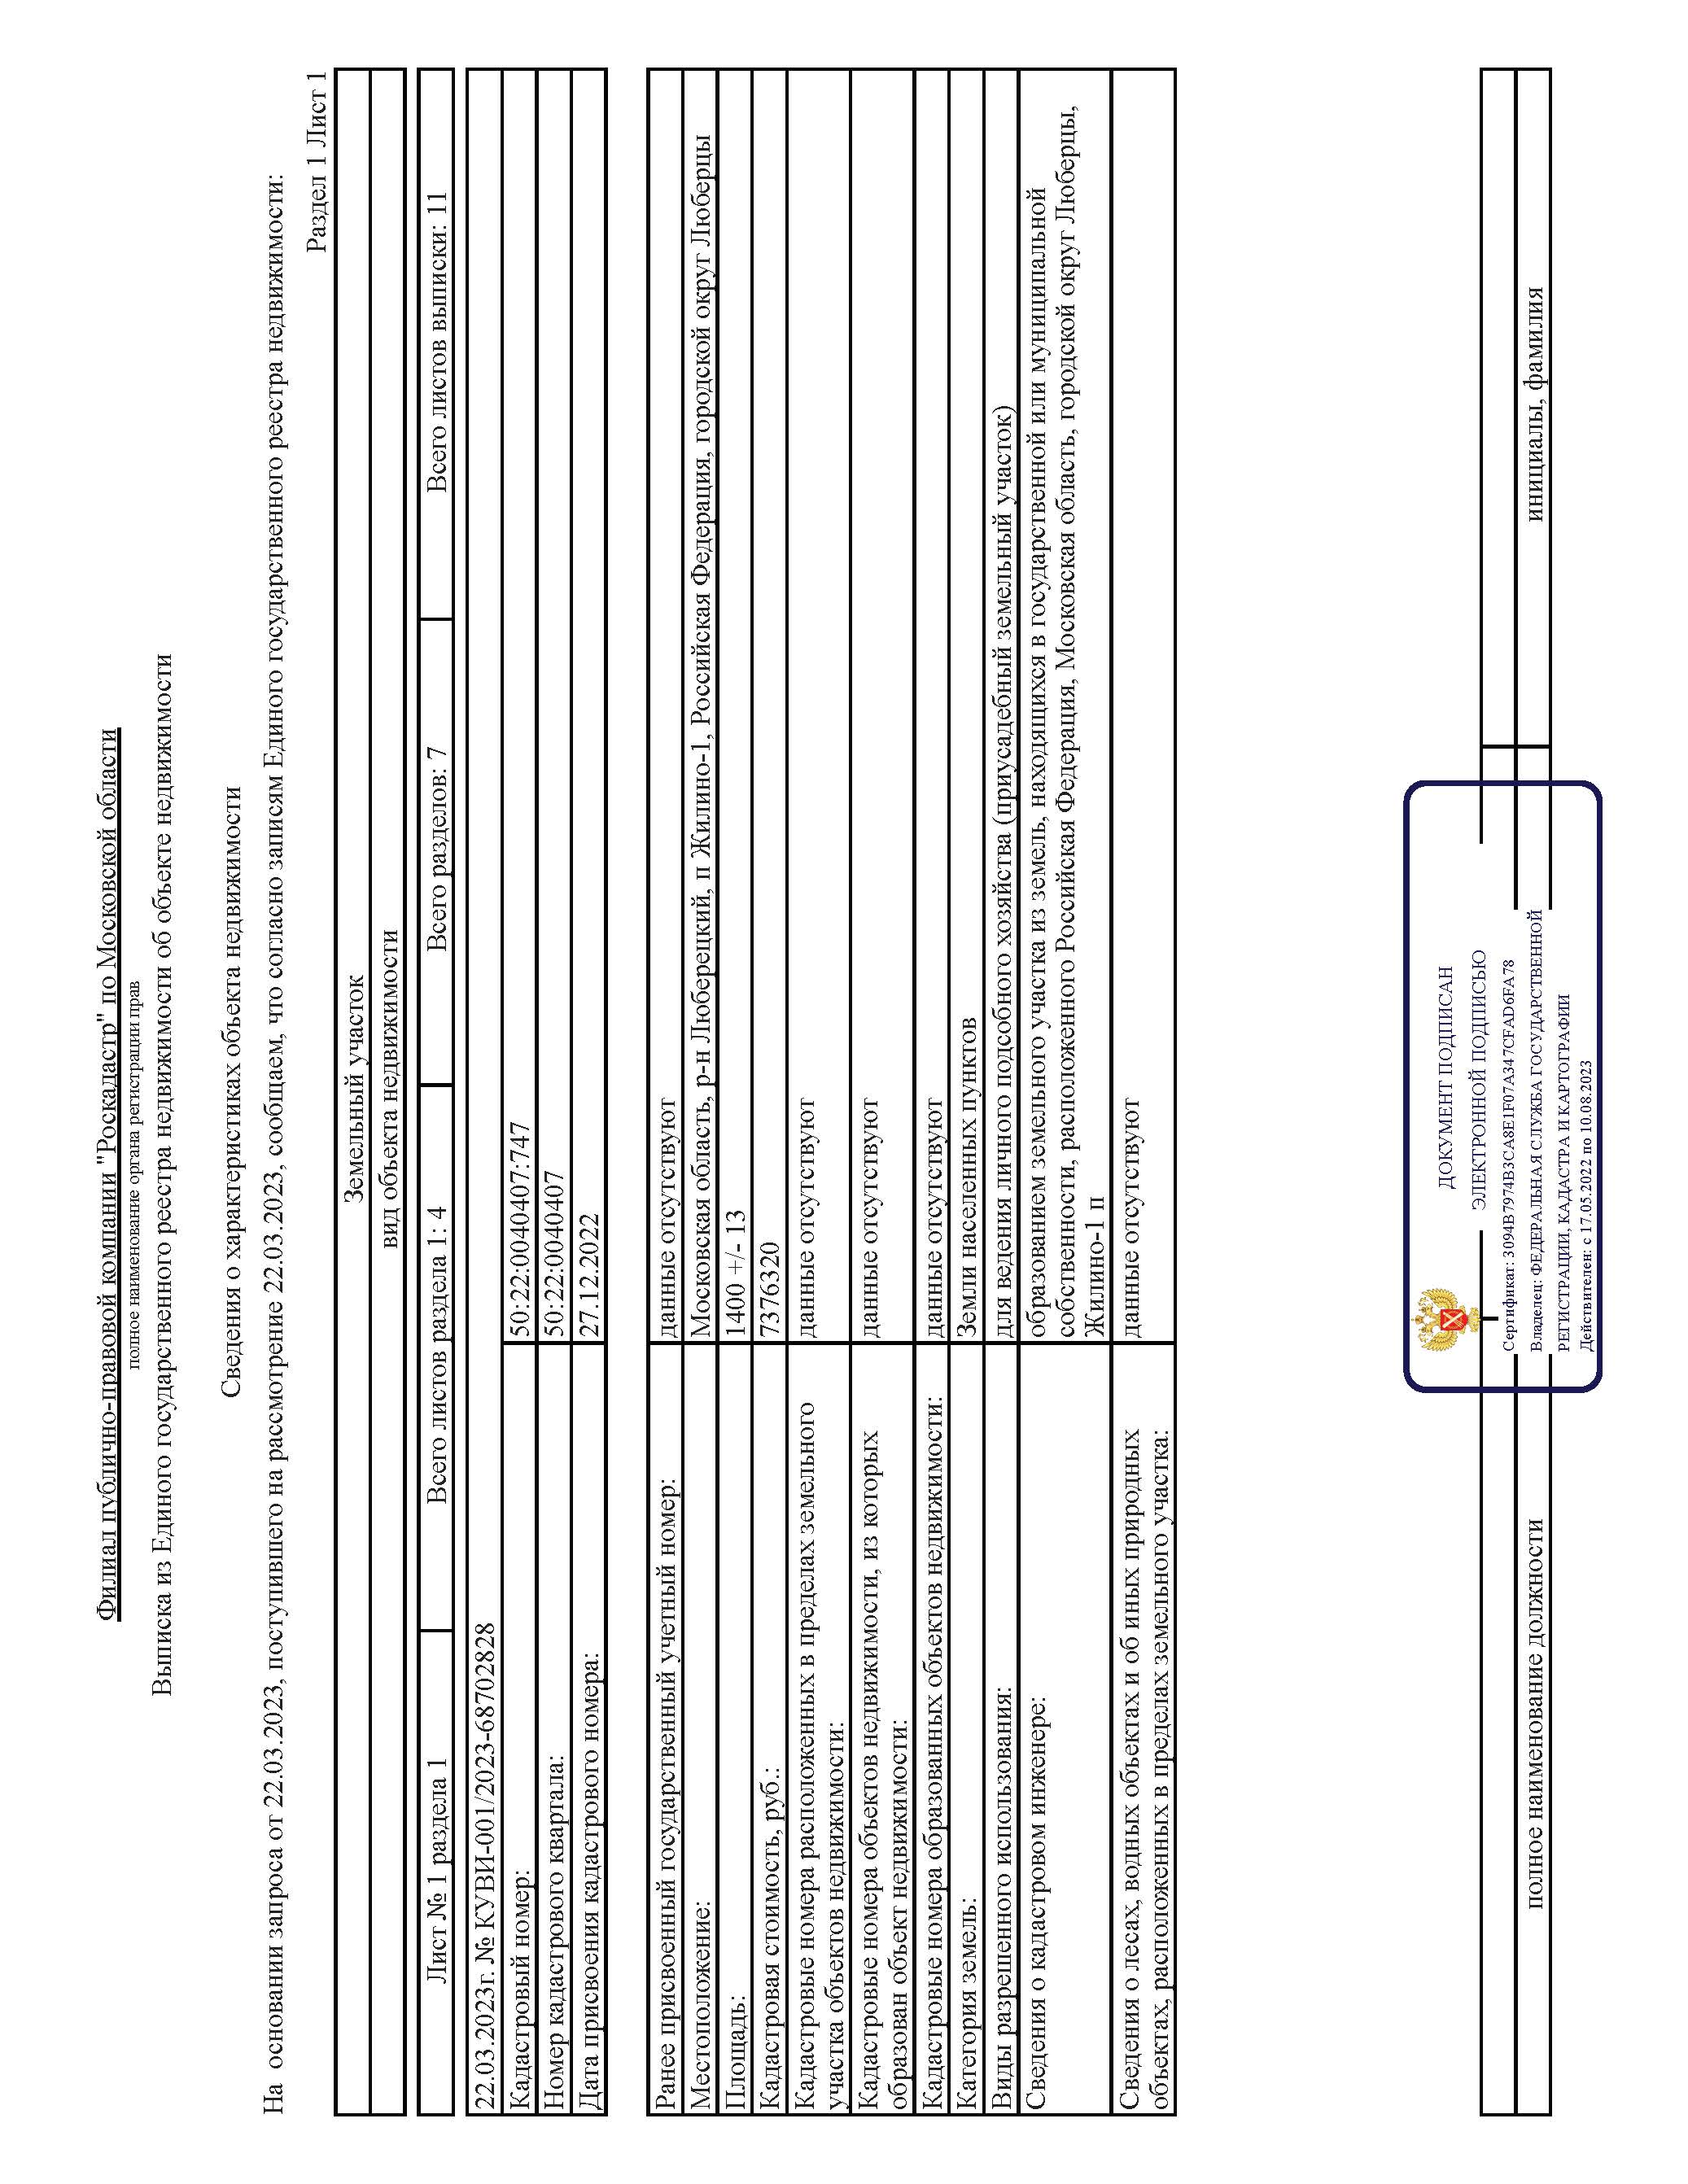 Филиал публично-правовой компании "Роскадастр" по Московской области
полное наименование органа регистрации прав
Выписка из Единого государственного реестра недвижимости об объекте недвижимости
Сведения о характеристиках объекта недвижимости
На основании запроса от 22.03.2023, поступившего на рассмотрение 22.03.2023, сообщаем, что согласно записям Единого государственного реестра недвижимости:
Раздел 1 Лист 1
Земельный участок
вид объекта недвижимости
Лист № 1 раздела 1
Всего листов раздела 1: 4
Всего разделов: 7
Всего листов выписки: 11
22.03.2023г. № КУВИ-001/2023-68702828
Кадастровый номер:
50:22:0040407:747
Номер кадастрового квартала:
50:22:0040407
Дата присвоения кадастрового номера:
27.12.2022
Ранее присвоенный государственный учетный номер:
данные отсутствуют
Местоположение:
Московская область, р-н Люберецкий, п Жилино-1, Российская Федерация, городской округ Люберцы
Площадь:
1400 +/- 13
Кадастровая стоимость, руб.:
7376320
Кадастровые номера расположенных в пределах земельного
участка объектов недвижимости:
данные отсутствуют
Кадастровые номера объектов недвижимости, из которых
образован объект недвижимости:
данные отсутствуют
Кадастровые номера образованных объектов недвижимости:
данные отсутствуют
Категория земель:
Земли населенных пунктов
Виды разрешенного использования:
для ведения личного подсобного хозяйства (приусадебный земельный участок)
Сведения о кадастровом инженере:
образованием земельного участка из земель, находящихся в государственной или муниципальной
собственности, расположенного Российская Федерация, Московская область, городской округ Люберцы,
Жилино-1 п
Сведения о лесах, водных объектах и об иных природных
объектах, расположенных в пределах земельного участка:
данные отсутствуют
ДОКУМЕНТ ПОДПИСАН
ЭЛЕКТРОННОЙ ПОДПИСЬЮ
Сертификат: 3094B7974B3CA8E1F07A347CFAD6FA78
Владелец: ФЕДЕРАЛЬНАЯ СЛУЖБА ГОСУДАРСТВЕННОЙ
РЕГИСТРАЦИИ, КАДАСТРА И КАРТОГРАФИИ
Действителен: с 17.05.2022 по 10.08.2023
полное наименование должности
инициалы, фамилия